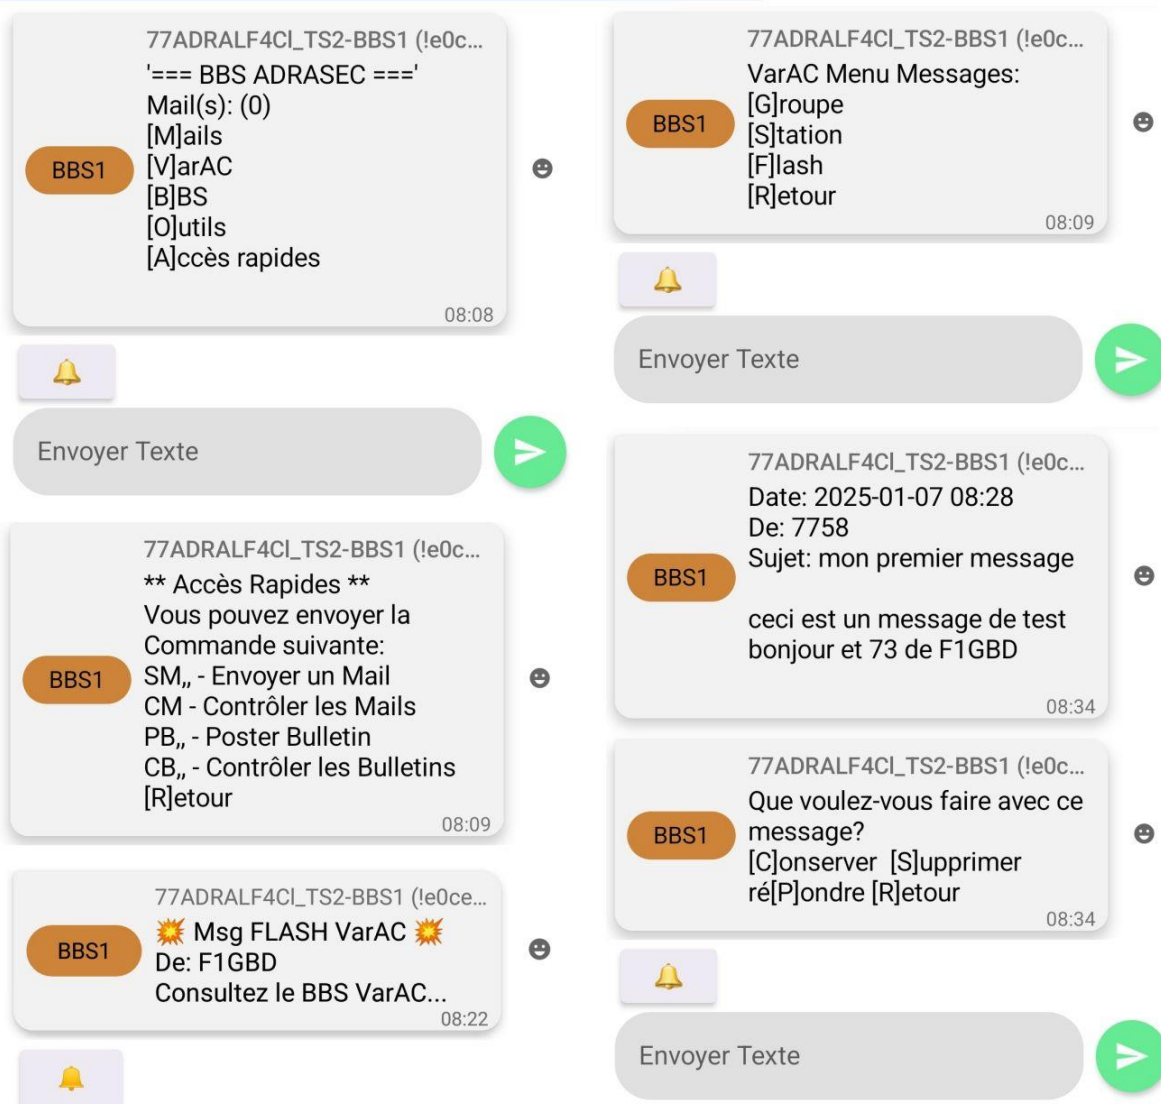 77ADRALF4CI_TS2-BBS1 (!e0c...
'=== BBS ADRASEC ==='
Mail(s): (0)
[M]ails
[V]arAC
[B]BS
[O]utils
[A]ccès rapides
BBS1
08:08
Envoyer Texte
77ADRALF4CI_TS2-BBS1 (!e0c...
** Accès Rapides **
Vous pouvez envoyer la
Commande suivante:
SM,, - Envoyer un Mail
CM - Contrôler les Mails
PB,, - Poster Bulletin
CB,, - Contrôler les Bulletins
[R]etour
BBS1
08:09
77ADRALF4CI_TS2-BBS1 (!e0ce...
💥 Msg FLASH VarAC 💥
De: F1GBD
Consultez le BBS VarAC...
BBS1
08:22
77ADRALF4CI_TS2-BBS1 (!e0c...
VarAC Menu Messages:
[G]roupe
[S]tation
[F]lash
[R]etour
BBS1
08:09
Envoyer Texte
77ADRALF4CI_TS2-BBS1 (!e0c...
Date: 2025-01-07 08:28
De: 7758
Sujet: mon premier message
ceci est un message de test
bonjour et 73 de F1GBD
BBS1
08:34
77ADRALF4CI_TS2-BBS1 (!e0c...
Que voulez-vous faire avec ce
message?
[C]onserver [S]upprimer
ré[P]ondre [R]etour
BBS1
08:34
Envoyer Texte